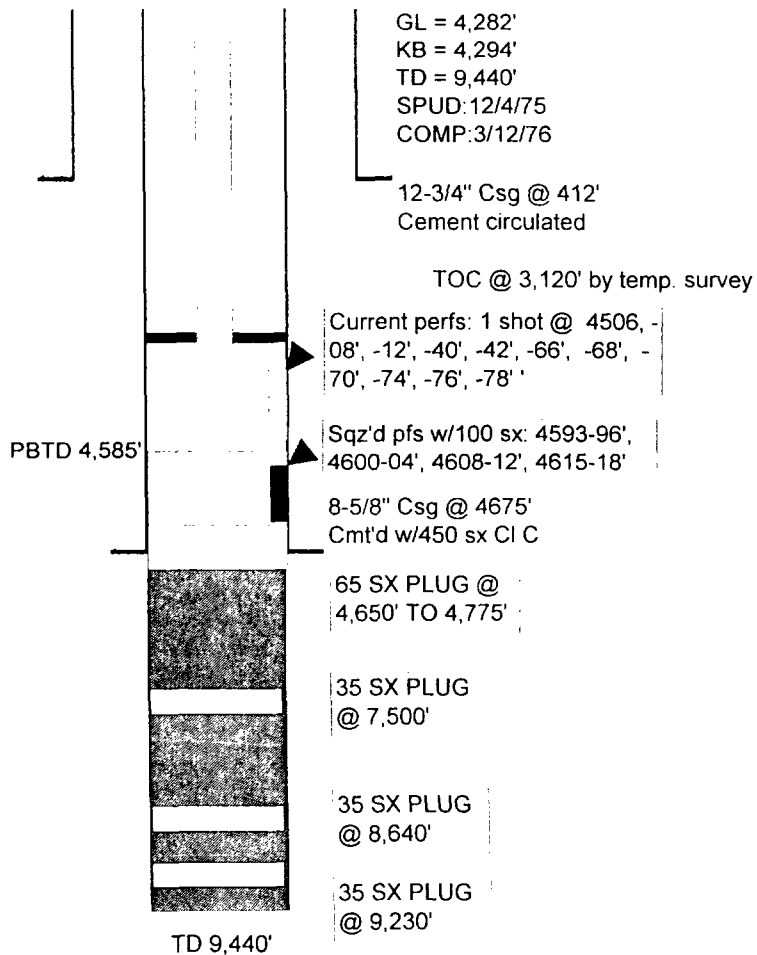 GL = 4,282'
KB = 4,294'
TD = 9,440'
SPUD:12/4/75
COMP:3/12/76
12-3/4" Csg @ 412'
Cement circulated
TOC @ 3,120' by temp. survey
Current perfs: 1 shot @ 4506, -
08', -12', -40', -42', -66', -68', -
70', -74', -76', -78' '
PBTD 4,585'
Sqz'd pfs w/100 sx: 4593-96',
4600-04', 4608-12', 4615-18'
8-5/8" Csg @ 4675'
Cmt'd w/450 sx Cl C
65 SX PLUG @
4,650' TO 4,775'
35 SX PLUG
@ 7,500'
35 SX PLUG
@ 8,640'
35 SX PLUG
@ 9,230'
TD 9,440'